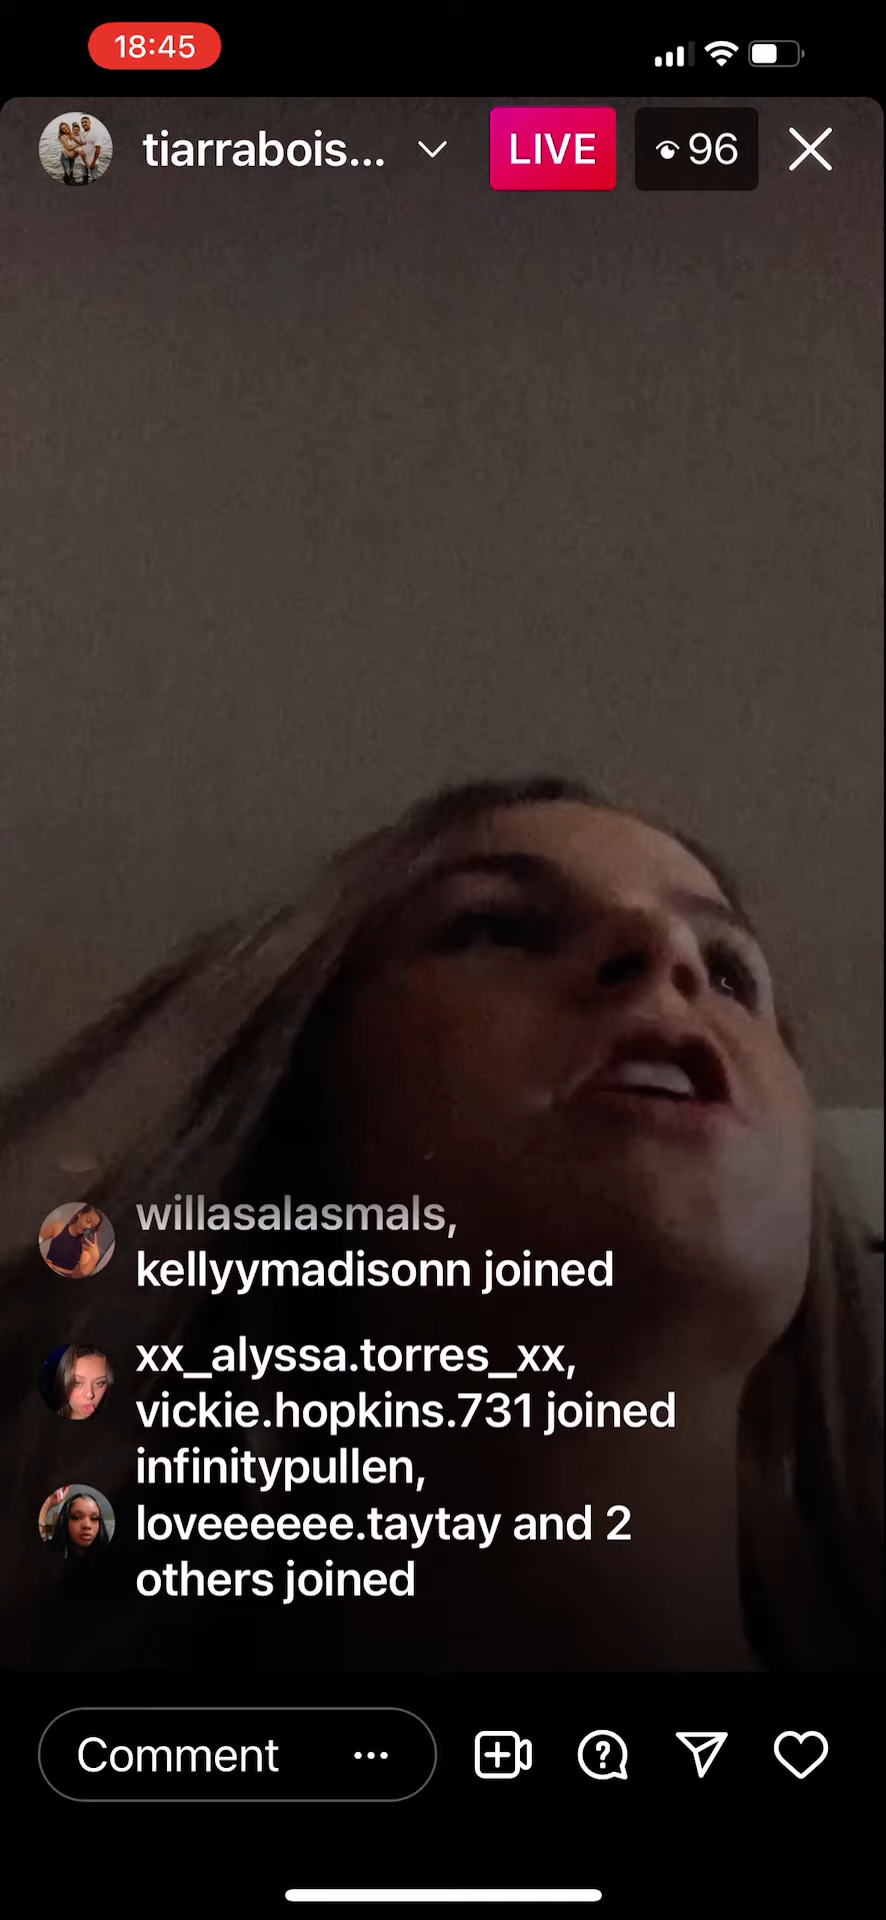 18:45
tiarrabois...
LIVE
96
willasalasmals,
kellyymadisonn joined
xx_alyssa.torres_xx,
vickie.hopkins.731 joined
infinitypullen,
loveeeeeee.taytay and 2
others joined
Comment